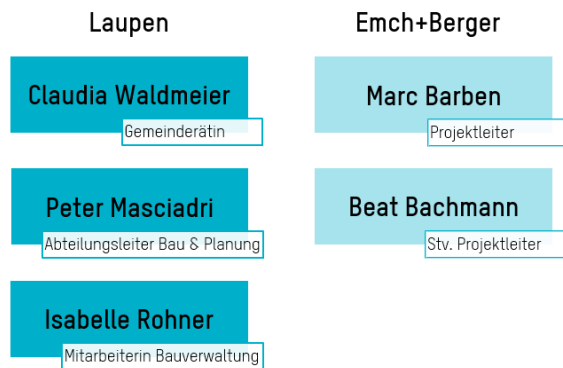 Laupen
Claudia Waldmeier
Gemeinderätin
Peter Masciadri
Abteilungsleiter Bau & Planung
Isabelle Rohner
Mitarbeiterin Bauverwaltung
Emch+Berger
Marc Barben
Projektleiter
Beat Bachmann
Stv. Projektleiter